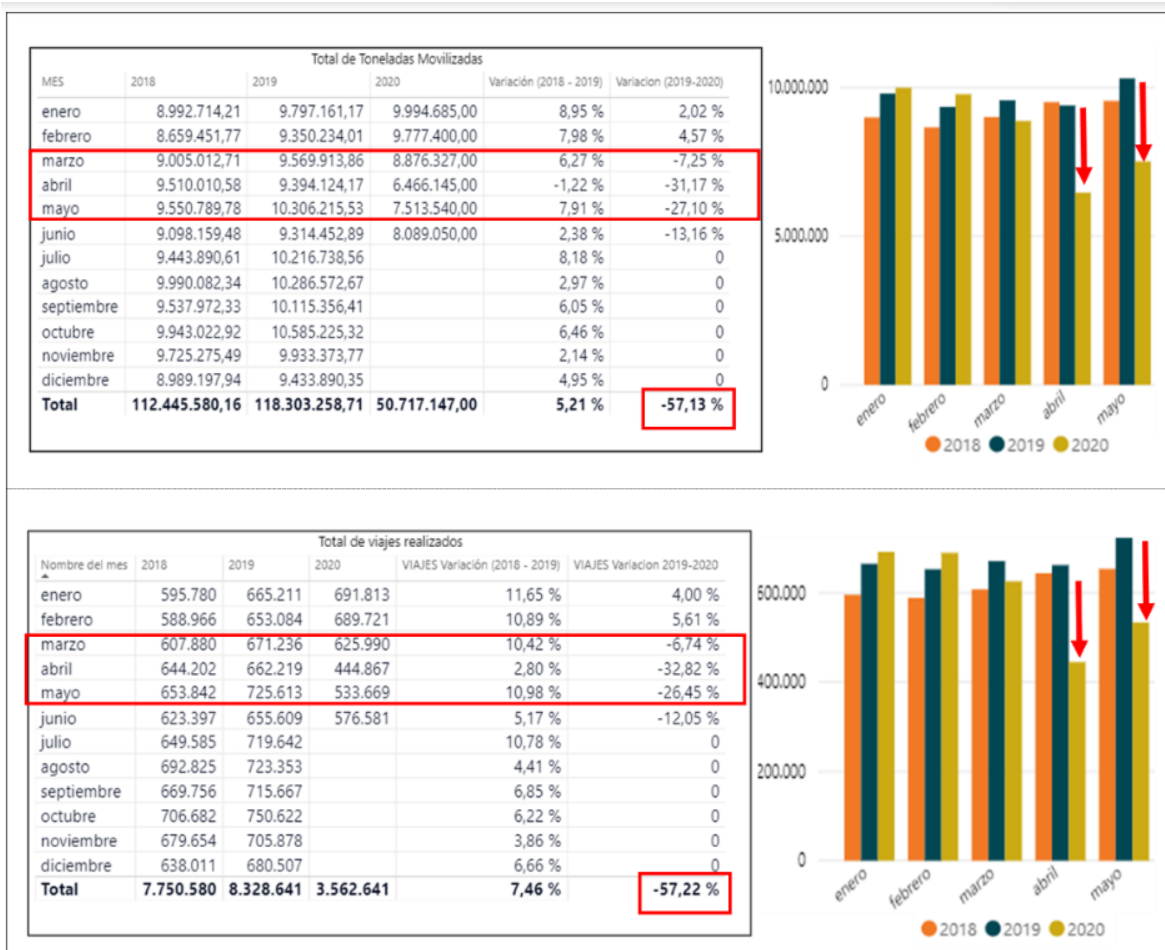 Total de Toneladas Movilizadas
MES 2018 2019 2020 Variación (2018 - 2019) Variacion (2019-2020)
enero 8.992.714,21 9.797.161,17 9.994.685,00 8,95 % 2,02 %
febrero 8.659.451,77 9.350.234,01 9.777.400,00 7,98 % 4,57 %
marzo 9.005.012,71 9.569.913,86 8.876.327,00 6,27 % -7,25 %
abril 9.510.010,58 9.394.124,17 6.466.145,00 -1,22 % -31,17 %
mayo 9.550.789,78 10.306.215,53 7.513.540,00 7,91 % -27,10 %
junio 9.098.159,48 9.314.452,89 8.089.050,00 2,38 % -13,16 %
julio 9.443.890,61 10.216.738,56 8,18 % 0
agosto 9.990.082,34 10.286.572,67 2,97 % 0
septiembre 9.537.972,33 10.115.356,41 6,05 % 0
octubre 9.943.022,92 10.585.225,32 6,46 % 0
noviembre 9.725.275,49 9.933.373,77 2,14 % 0
diciembre 8.989.197,94 9.433.890,35 4,95 % 0
Total 112.445.580,16 118.303.258,71 50.717.147,00 5,21 % -57,13 %
10.000.000
5.000.000
0
enero febrero marzo abril mayo
2018 2019 2020
Total de viajes realizados
Nombre del mes 2018 2019 2020 VIAJES Variación (2018 - 2019) VIAJES Variacion 2019-2020
enero 595.780 665.211 691.813 11,65 % 4,00 %
febrero 588.966 653.084 689.721 10,89 % 5,61 %
marzo 607.880 671.236 625.990 10,42 % -6,74 %
abril 644.202 662.219 444.867 2,80 % -32,82 %
mayo 653.842 725.613 533.669 10,98 % -26,45 %
junio 623.397 655.609 576.581 5,17 % -12,05 %
julio 649.585 719.642 10,78 % 0
agosto 692.825 723.353 4,41 % 0
septiembre 669.756 715.667 6,85 % 0
octubre 706.682 750.622 6,22 % 0
noviembre 679.654 705.878 3,86 % 0
diciembre 638.011 680.507 6,66 % 0
Total 7.750.580 8.328.641 3.562.641 7,46 % -57,22 %
600.000
400.000
200.000
0
enero febrero marzo abril mayo
2018 2019 2020